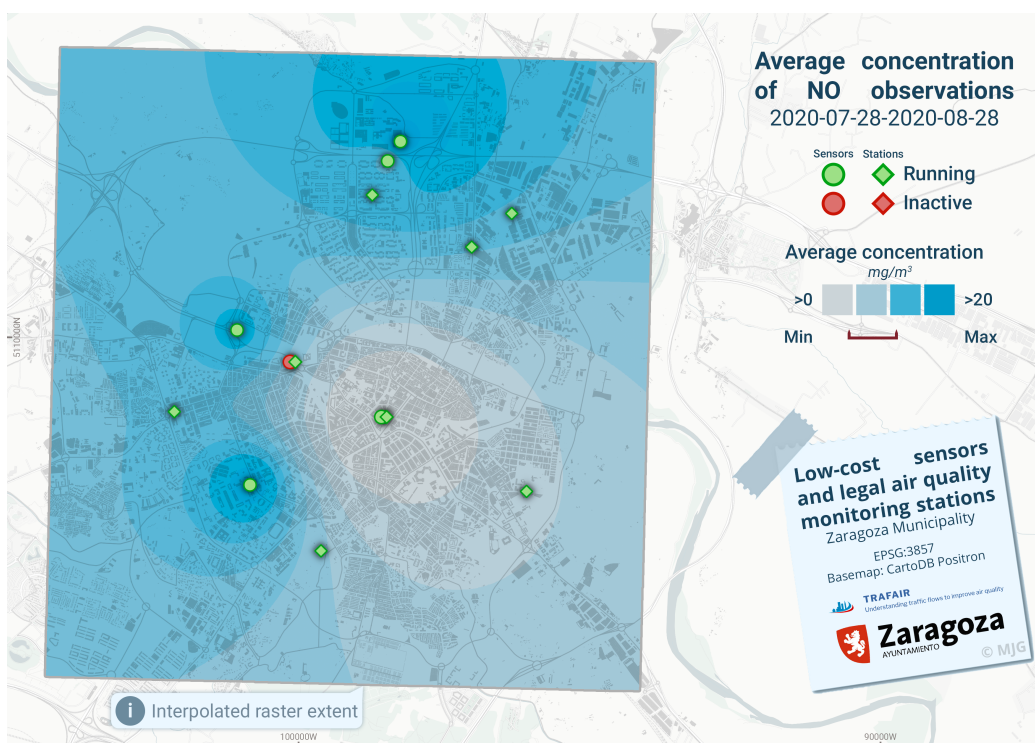 Average concentration
of NO observations
2020-07-28-2020-08-28
Sensors Stations
Running
Inactive
Average concentration
mg/m³
>0 >20
Min Max
5110000N
Low-cost sensors
and legal air quality
monitoring stations
Zaragoza Municipality
EPSG:3857
Basemap: CartoDB Positron
TRAFAIR
Understanding traffic flows to improve air quality
Zaragoza
AYUNTAMIENTO
© MJG
i Interpolated raster extent
100000W 90000W